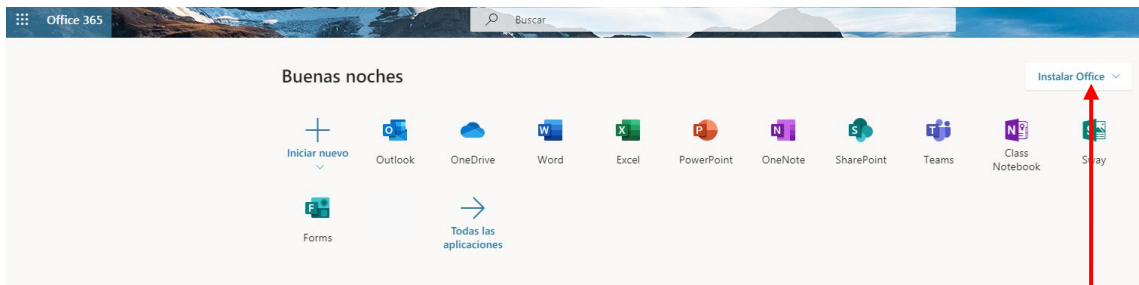 Office 365
Buscar
Buenas noches
Instalar Office
Iniciar nuevo
Outlook
OneDrive
Word
Excel
PowerPoint
OneNote
SharePoint
Teams
Class
Notebook
Sway
Forms
Todas las
aplicaciones